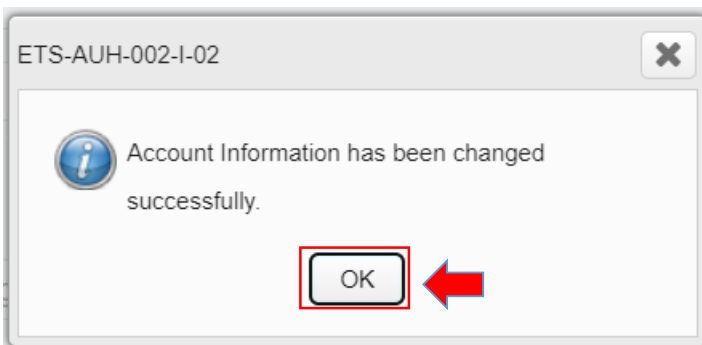 ETS-AUH-002-I-02
Account Information has been changed
successfully.
OK